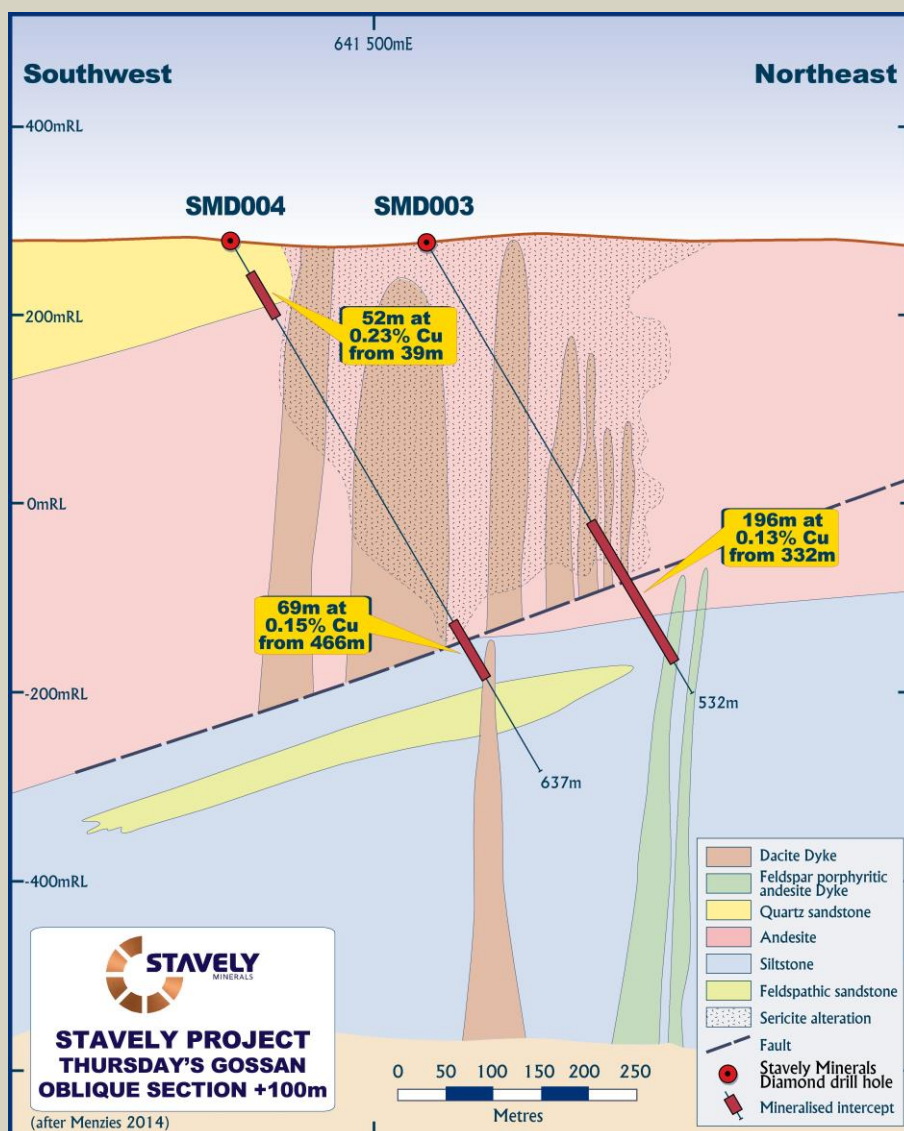 641 500mE
Southwest
Northeast
400mRL
SMD004
SMD003
200mRL
52m at
0.23% Cu
from 39m
0mRL
196m at
0.13% Cu
from 332m
69m at
0.15% Cu
from 466m
-200mRL
532m
637m
-400mRL
Dacite Dyke
Feldspar porphyritic
andesite Dyke
Quartz sandstone
Andesite
Siltstone
Feldspathic sandstone
Sericite alteration
Fault
Stavely Minerals
Diamond drill hole
Mineralised intercept
STAVELY
MINERALS
STAVELY PROJECT
THURSDAY'S GOSSAN
OBLIQUE SECTION +100m
(after Menzies 2014)
0 50 100 150 200 250
Metres